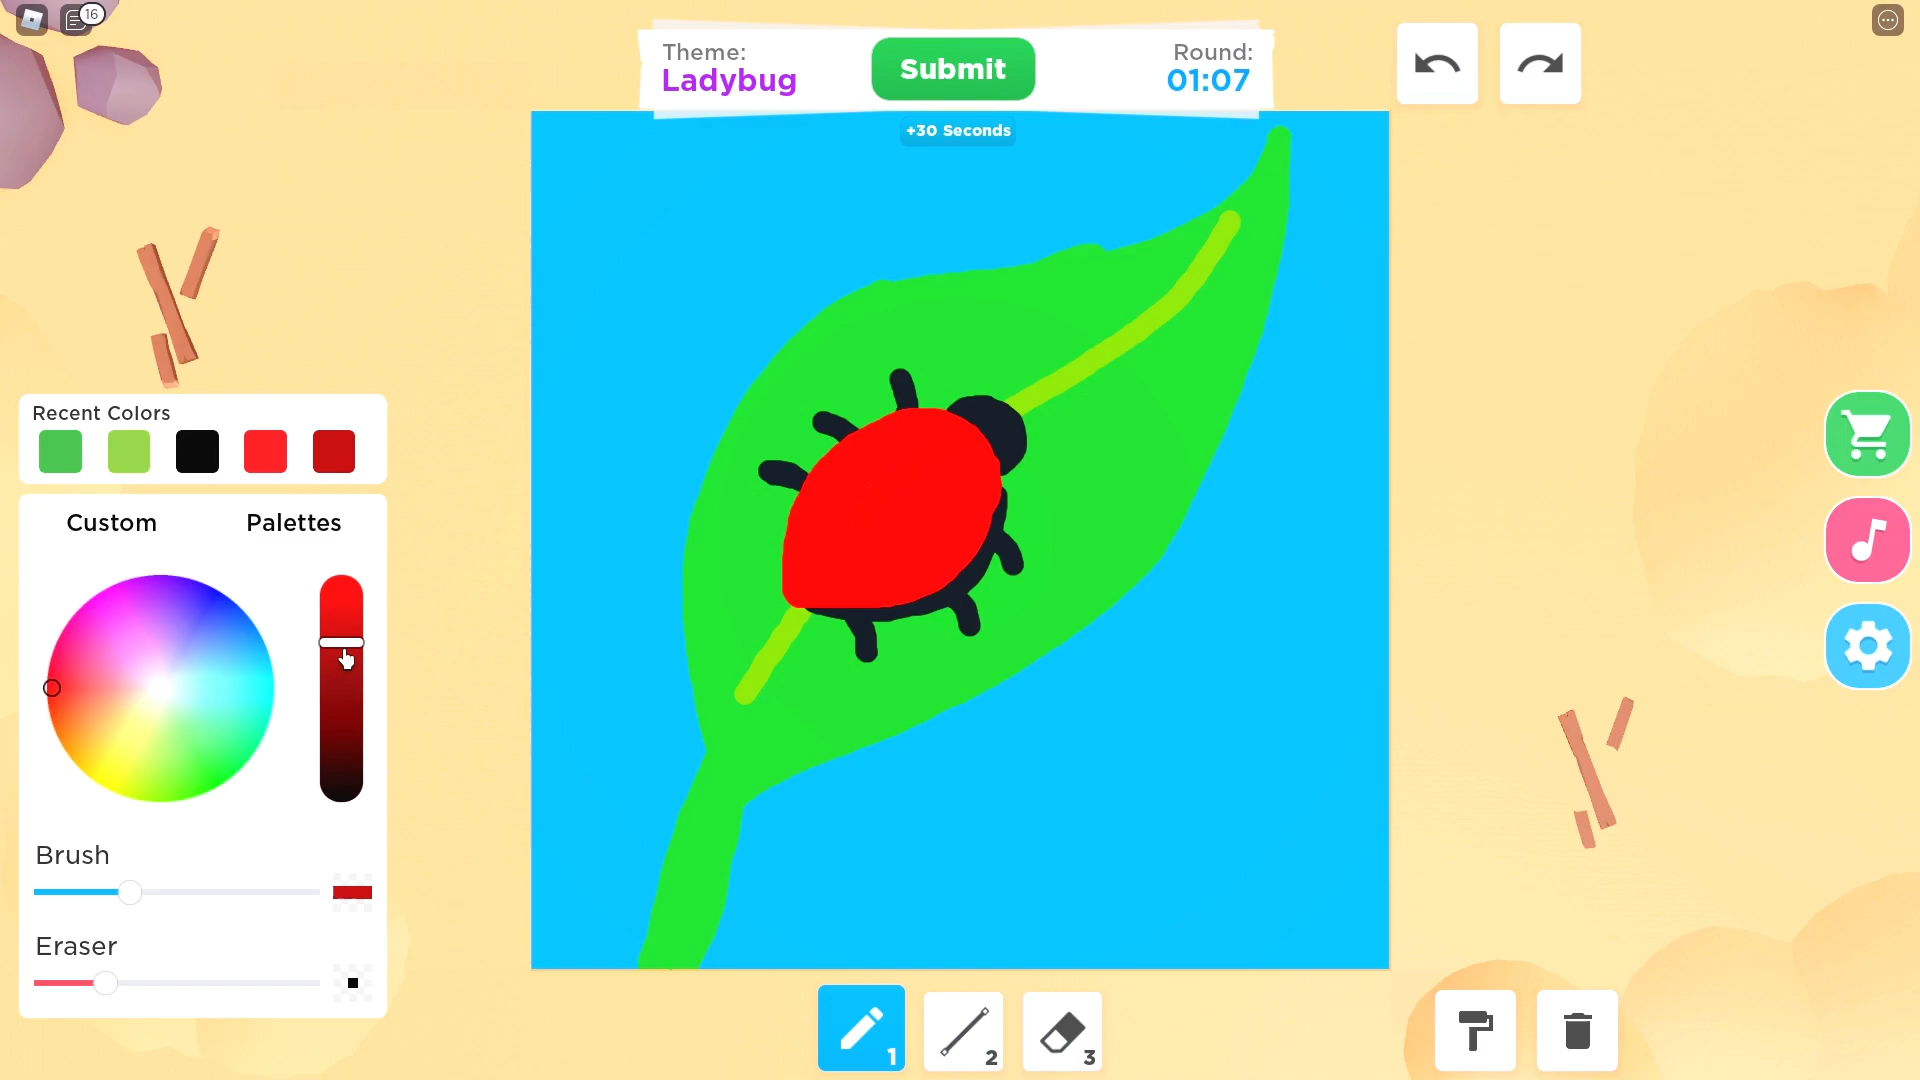 16
Theme:
Ladybug
Submit
Round:
01:07
+30 Seconds
Recent Colors
Custom
Palettes
Brush
Eraser
1
2
3